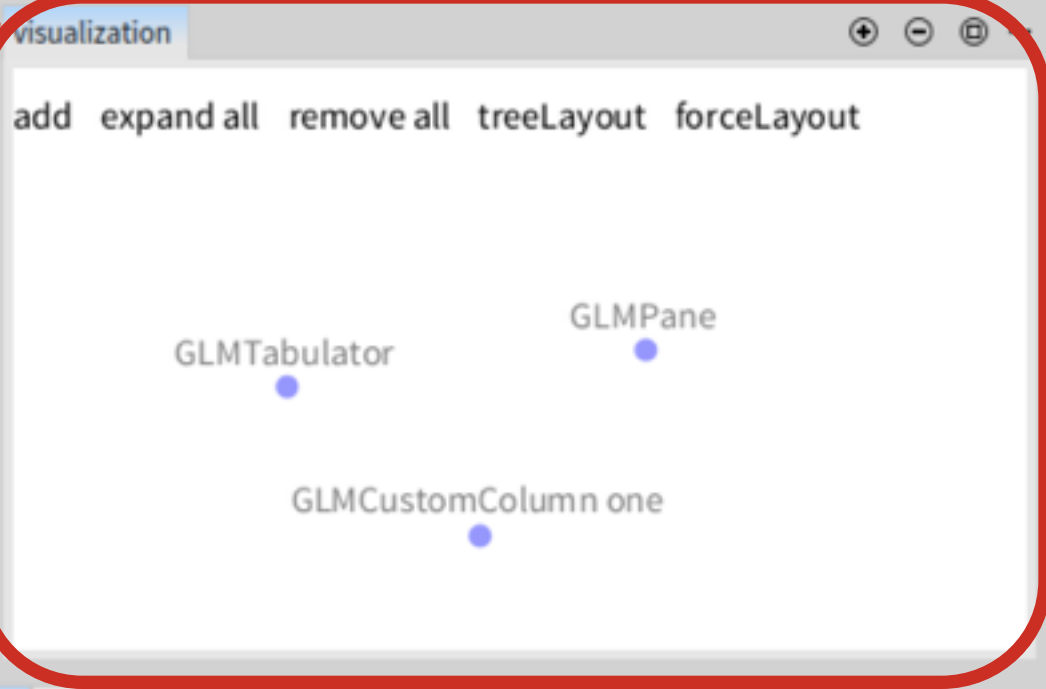 visualization
add expand all remove all treeLayout forceLayout
GLMPane
GLMTabulator
GLMCustomColumn one